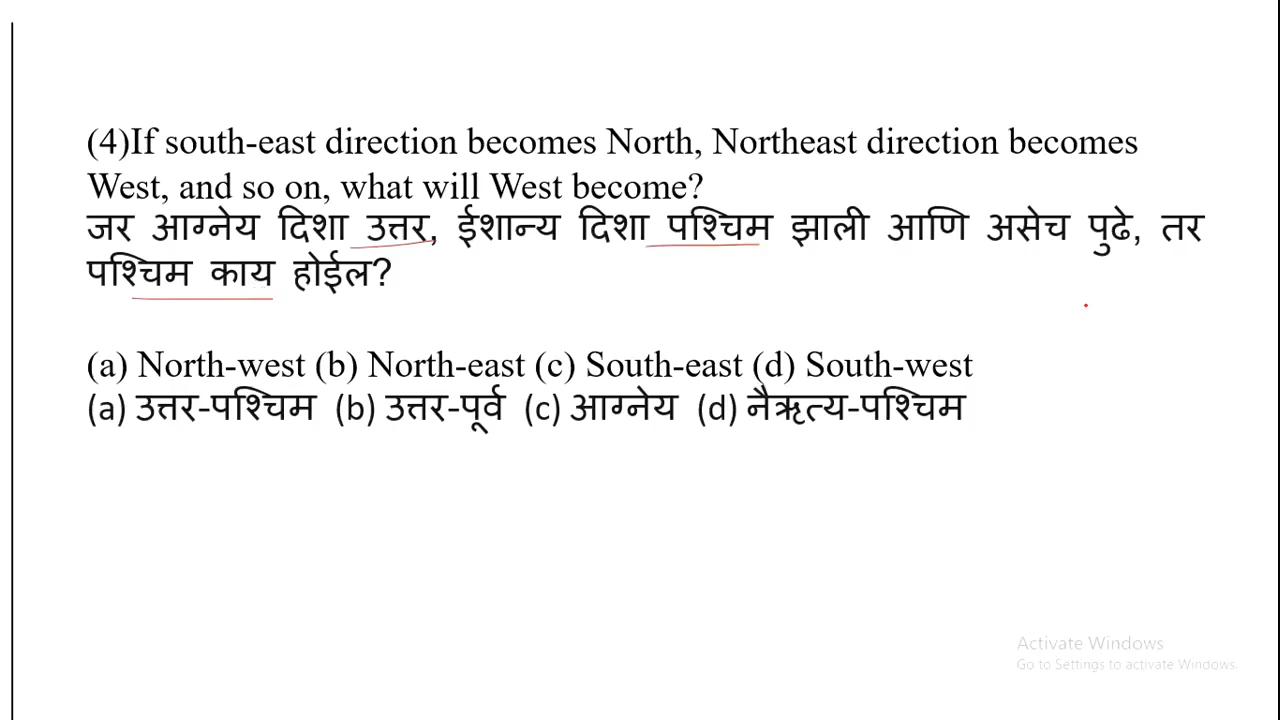 (4)If south-east direction becomes North, Northeast direction becomes
West, and so on, what will West become?
जर आग्नेय दिशा उत्तर, ईशान्य दिशा पश्चिम झाली आणि असेच पुढे, तर
पश्चिम काय होईल?
(a) North-west (b) North-east (c) South-east (d) South-west
(a) उत्तर-पश्चिम (b) उत्तर-पूर्व (c) आग्नेय (d) नैऋत्य-पश्चिम
Activate Windows
Go to Settings to activate Windows.